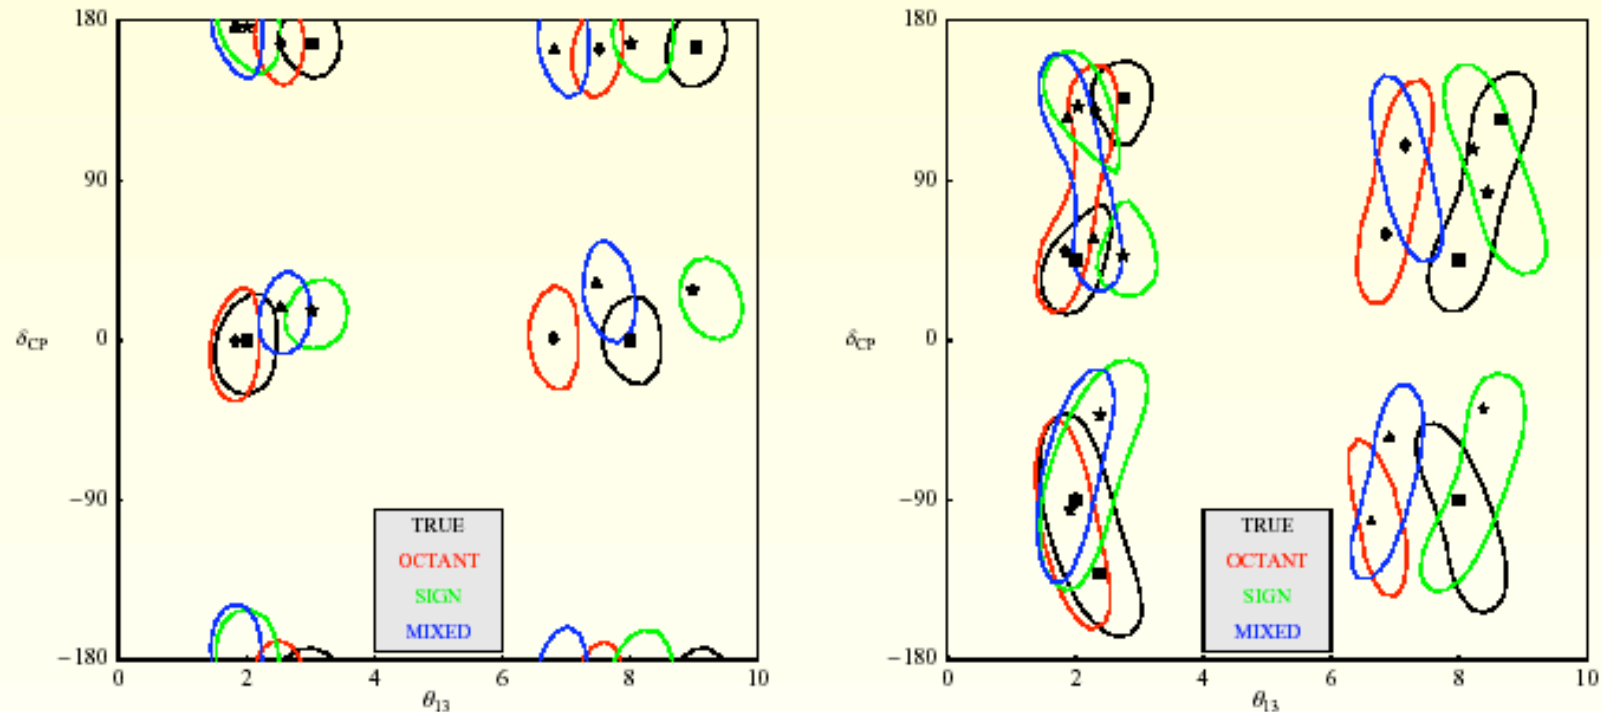 180
90
δCP
0
−90
−180
0
2
4
6
8
10
θ13
TRUE
OCTANT
SIGN
MIXED
180
90
δCP
0
−90
−180
0
2
4
6
8
10
θ13
TRUE
OCTANT
SIGN
MIXED